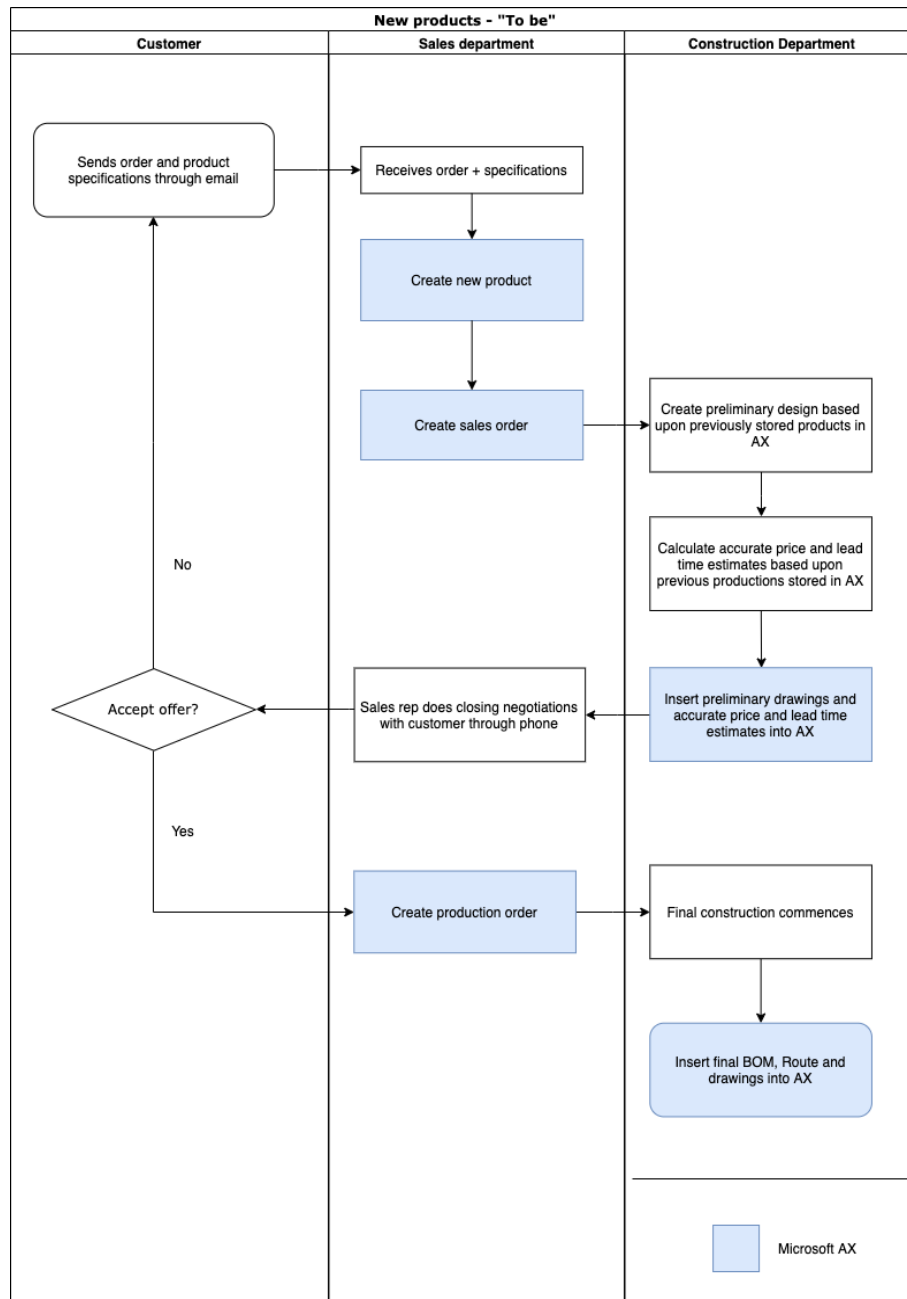 New products - "To be"
Customer
Sales department
Construction Department
Sends order and product
specifications through email
Receives order + specifications
Create new product
Create sales order
Create preliminary design based
upon previously stored products in
AX
Calculate accurate price and lead
time estimates based upon
previous productions stored in AX
No
Accept offer?
Sales rep does closing negotiations
with customer through phone
Insert preliminary drawings and
accurate price and lead time
estimates into AX
Yes
Create production order
Final construction commences
Insert final BOM, Route and
drawings into AX
Microsoft AX